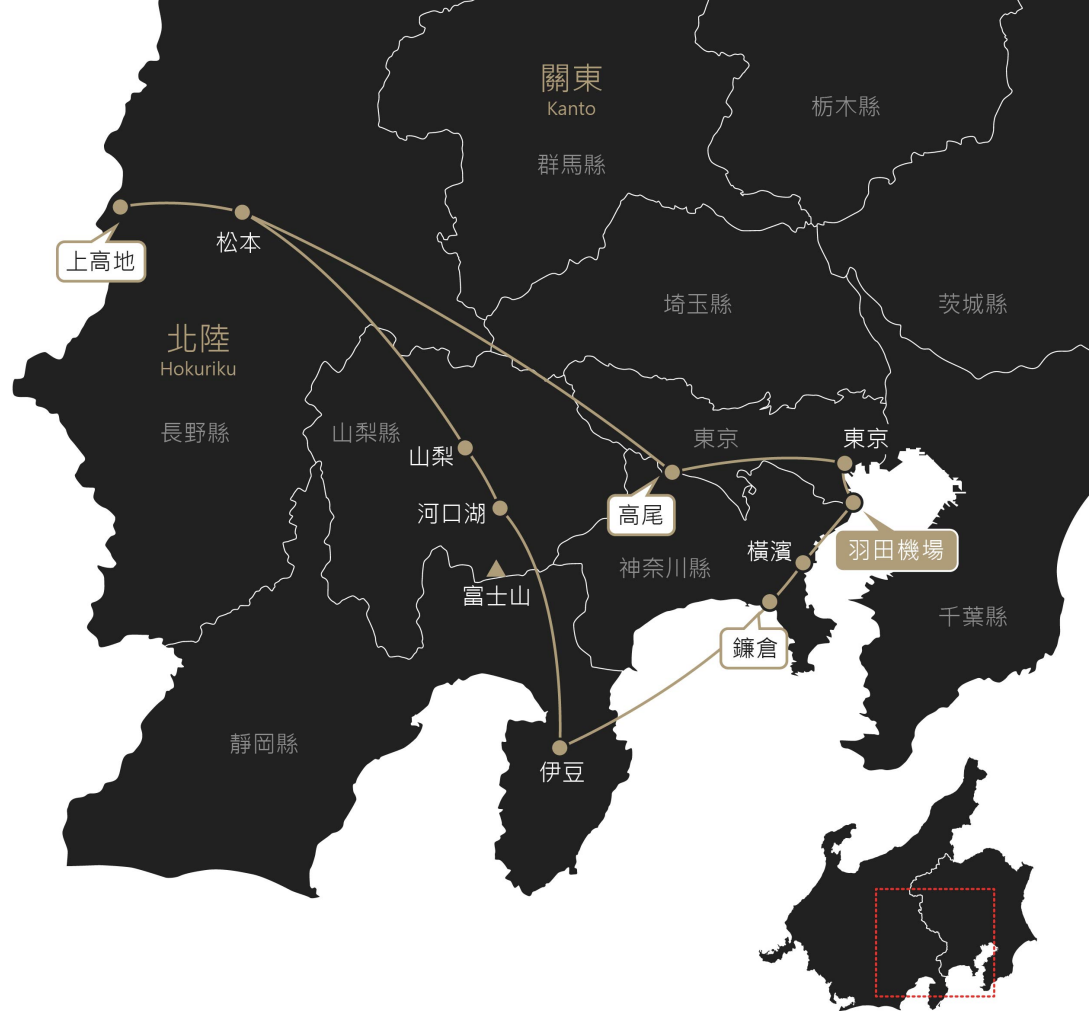 關東
Kanto
栃木縣
群馬縣
上高地
松本
埼玉縣
茨城縣
北陸
Hokuriku
長野縣
山梨縣
東京
東京
山梨
河口湖
高尾
橫濱
羽田機場
神奈川縣
富士山
千葉縣
鐮倉
靜岡縣
伊豆